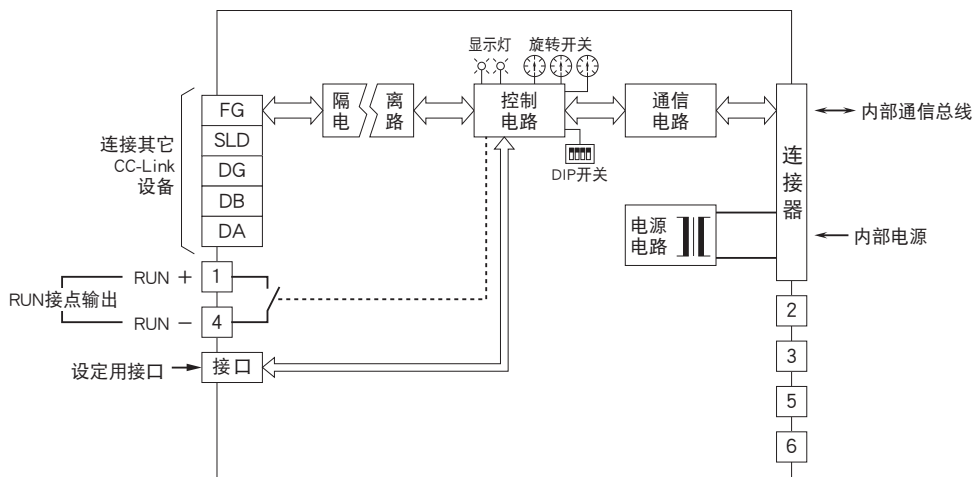 显示灯
旋转开关
FG
SLD
DG
DB
DA
连接其它
CC-Link
设备
隔 离
电 路
控制
电路
通信
电路
连接器
内部通信总线
DIP开关
电源
电路
内部电源
RUN +
1
RUN接点输出
RUN −
4
2
3
5
6
设定用接口
接口